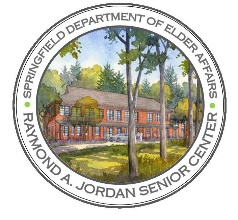 SPRINGFIELD DEPARTMENT OF ELDER AFFAIRS
RAYMOND A. JORDAN SENIOR CENTER